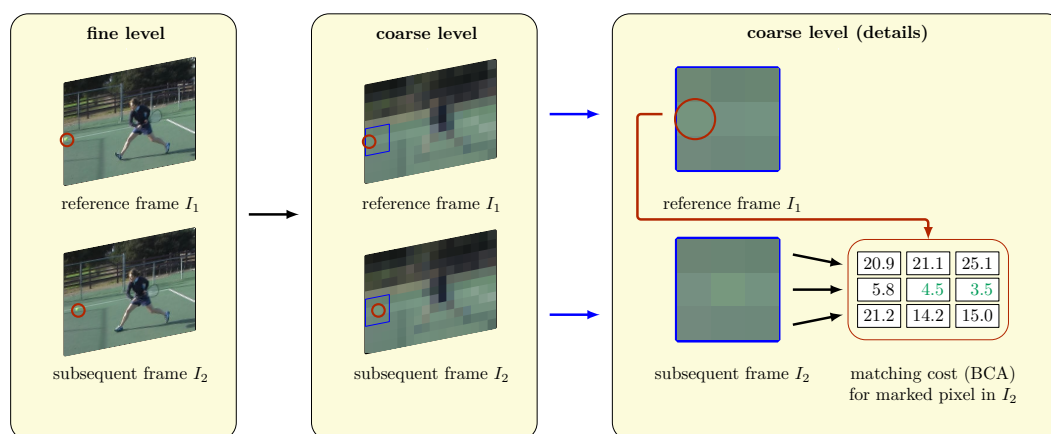 fine level
reference frame I₁
subsequent frame I₂
coarse level
reference frame I₁
subsequent frame I₂
coarse level (details)
reference frame I₁
subsequent frame I₂
20.9 21.1 25.1
5.8 4.5 3.5
21.2 14.2 15.0
matching cost (BCA)
for marked pixel in I₂